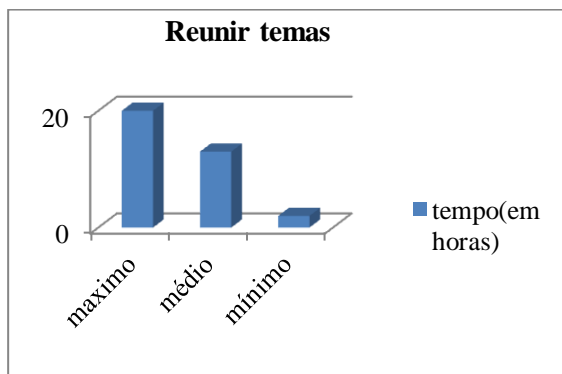 Reunir temas
20
0
maximo
médio
mínimo
tempo(em
horas)